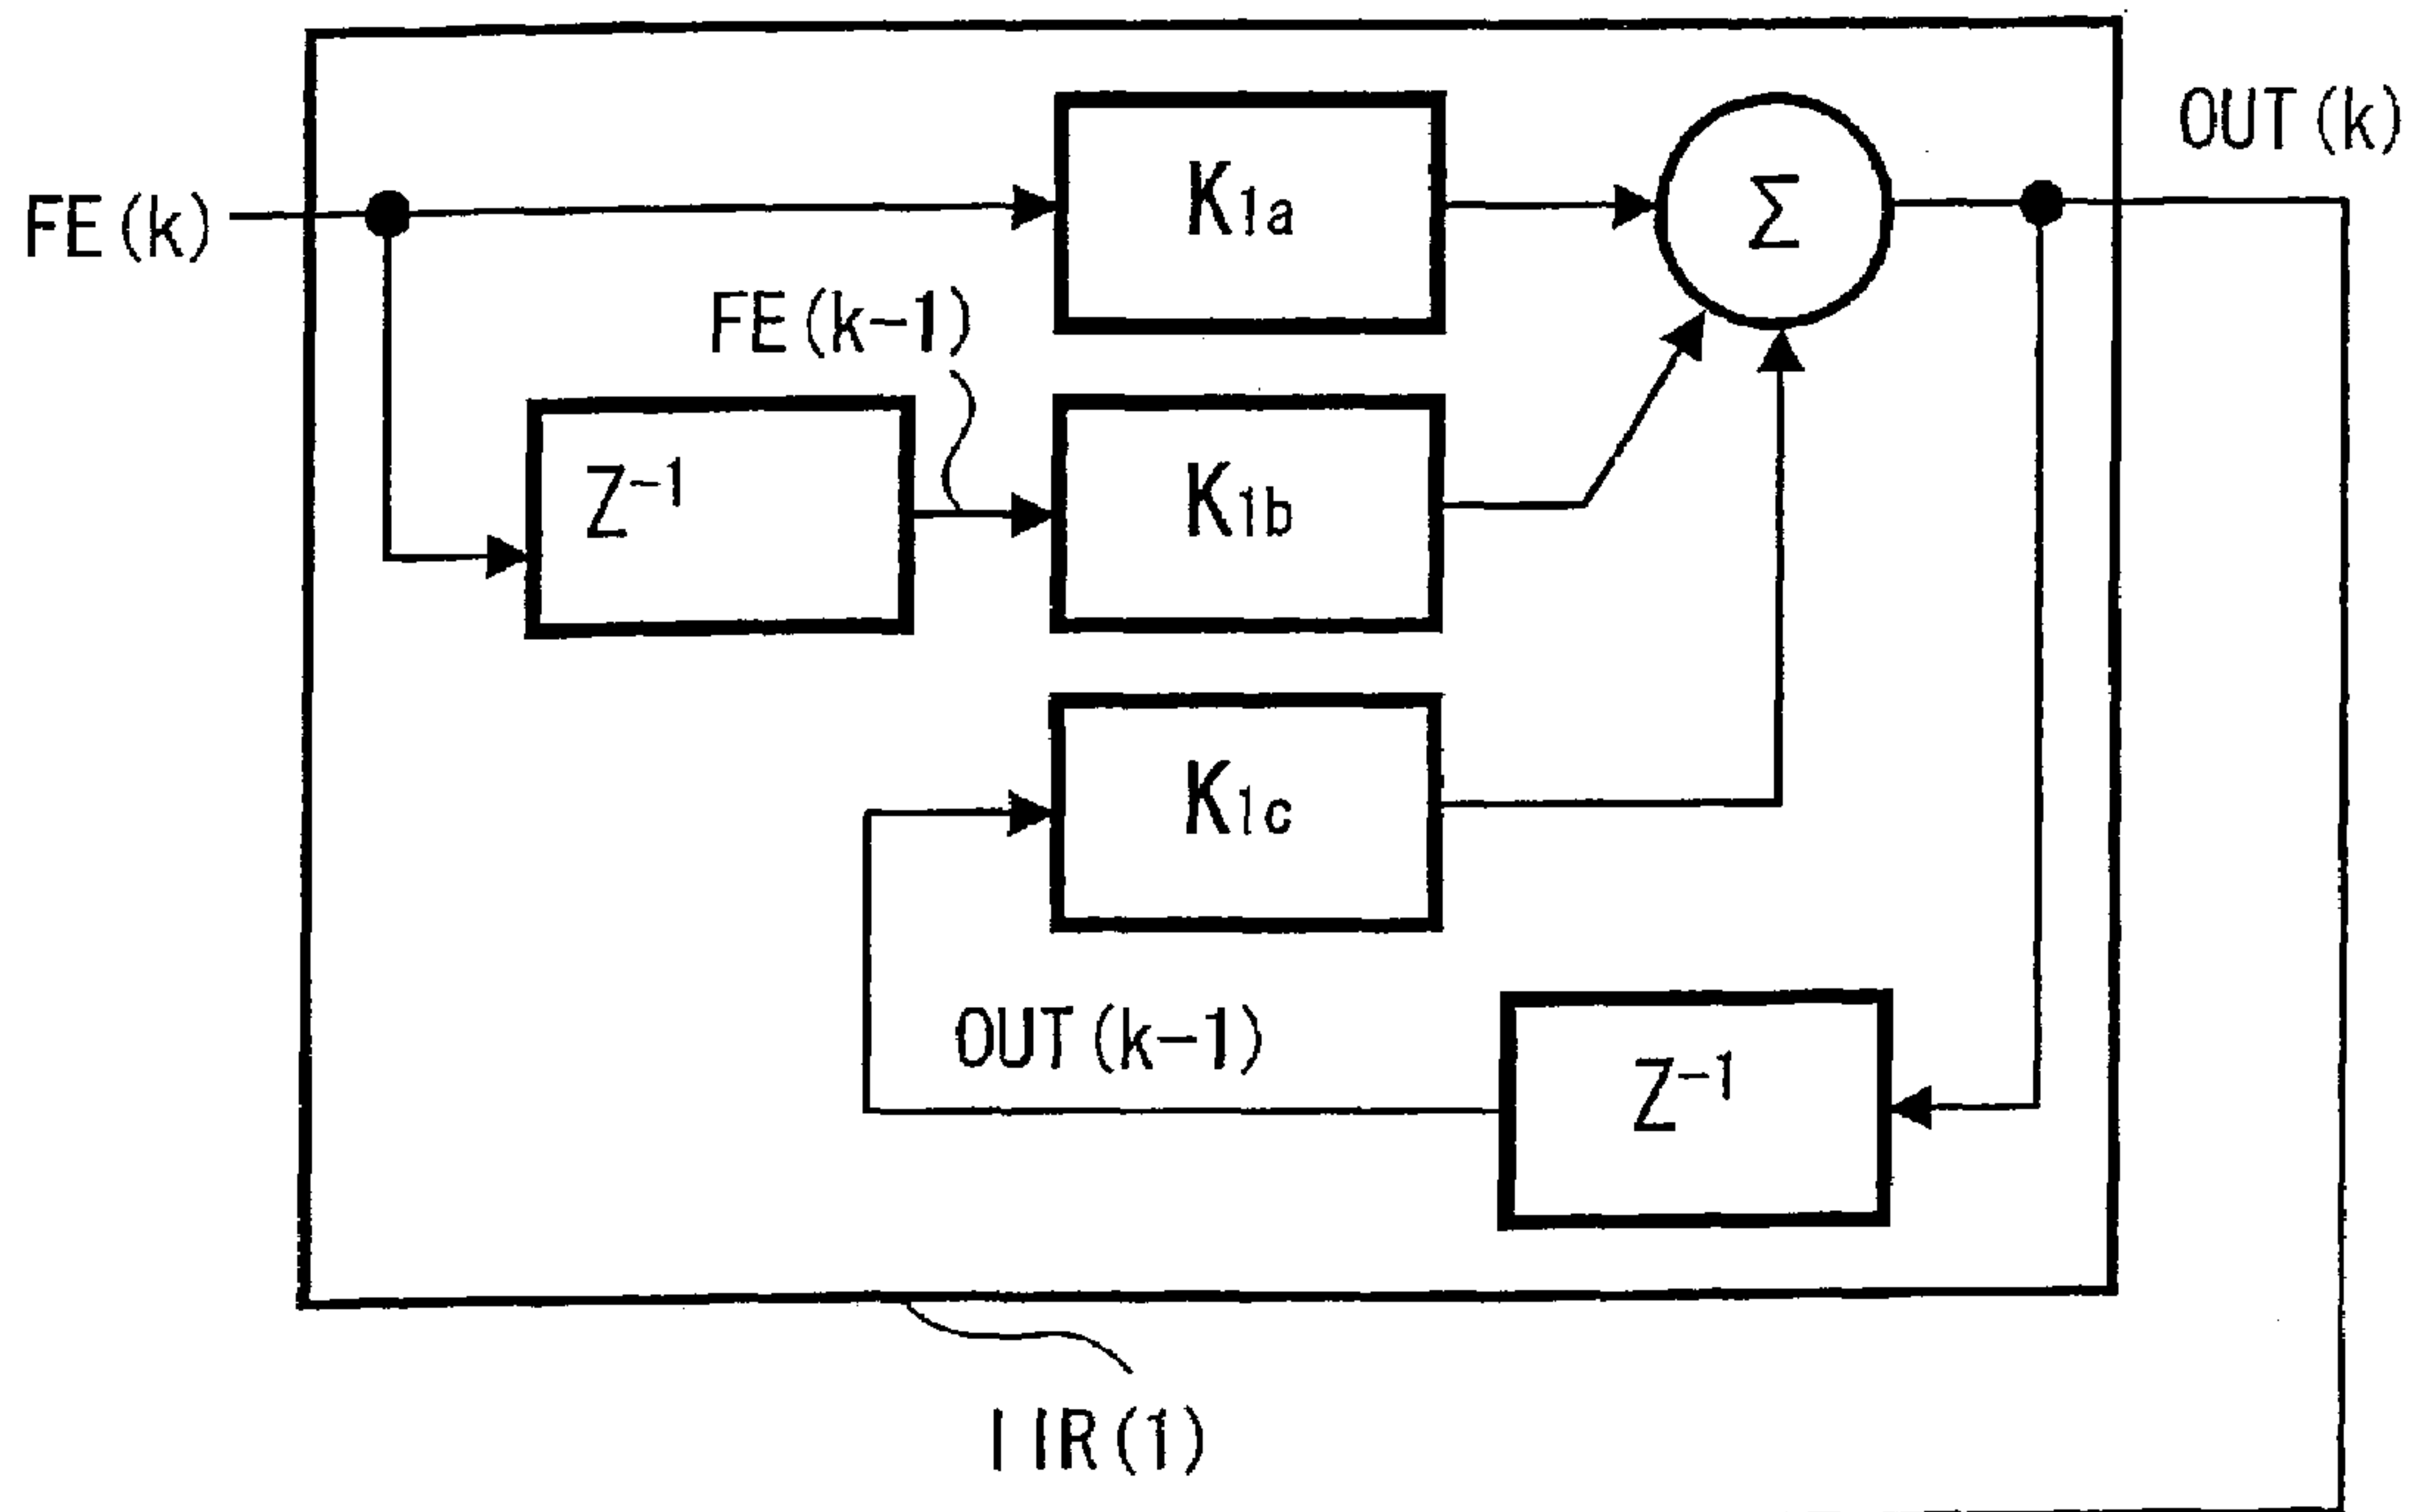 OUT(k)
FE(k)
K1a
Σ
FE(k-1)
Z-1
K1b
K1c
OUT(k-1)
Z-1
IIR(1)